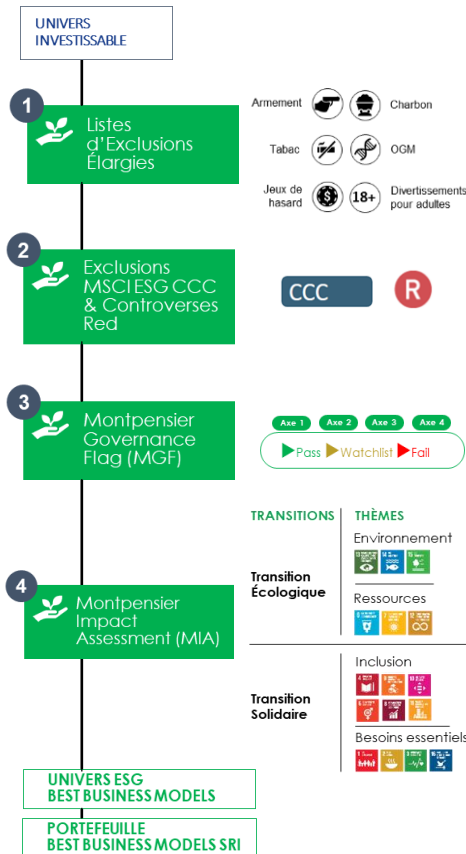 UNIVERS
INVESTISSABLE
1
Listes
d'Exclusions
Élargies
Armement
Charbon
Tabac
OGM
Jeux de
hasard
18+
Divertissements
pour adultes
2
Exclusions
MSCI ESG CCC
& Controverses
Red
CCC
R
3
Montpensier
Governance
Flag (MGF)
Axe 1 Axe 2 Axe 3 Axe 4
Pass Watchlist Fail
TRANSITIONS THÈMES
Environnement
Transition
Écologique
Ressources
4
Montpensier
Impact
Assessment (MIA)
Inclusion
Transition
Solidaire
Besoins essentiels
UNIVERS ESG
BEST BUSINESS MODELS
PORTEFEUILLE
BEST BUSINESS MODELS SRI